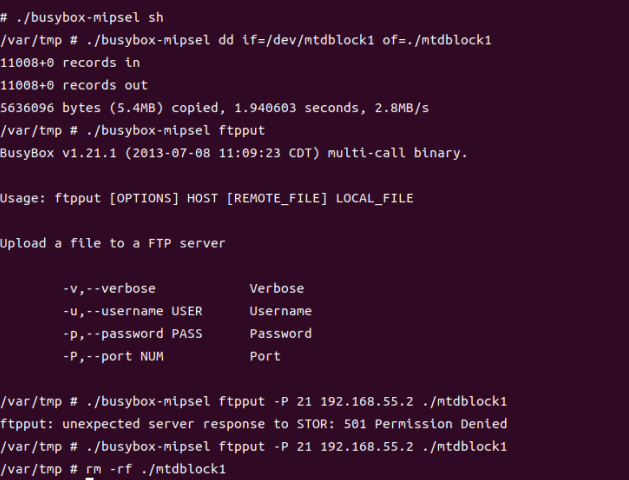 # ./busybox-mipsel sh
/var/tmp # ./busybox-mipsel dd if=/dev/mtdblock1 of=./mtdblock1
11008+0 records in
11008+0 records out
5636096 bytes (5.4MB) copied, 1.940603 seconds, 2.8MB/s
/var/tmp # ./busybox-mipsel ftpput
BusyBox v1.21.1 (2013-07-08 11:09:23 CDT) multi-call binary.
Usage: ftpput [OPTIONS] HOST [REMOTE_FILE] LOCAL_FILE
Upload a file to a FTP server
-v,--verbose Verbose
-u,--username USER Username
-p,--password PASS Password
-P,--port NUM Port
/var/tmp # ./busybox-mipsel ftpput -P 21 192.168.55.2 ./mtdblock1
ftpput: unexpected server response to STOR: 501 Permission Denied
/var/tmp # ./busybox-mipsel ftpput -P 21 192.168.55.2 ./mtdblock1
/var/tmp # rm -rf ./mtdblock1